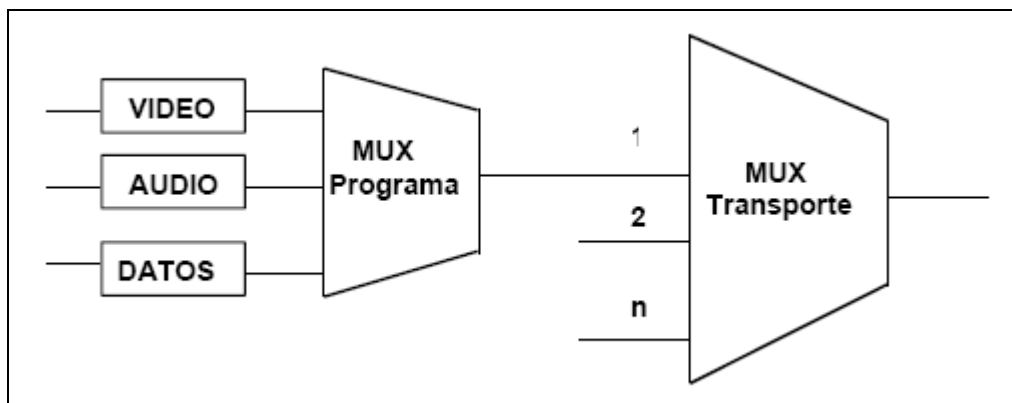 VIDEO
AUDIO
DATOS
MUX
Programa
1
2
n
MUX
Transporte